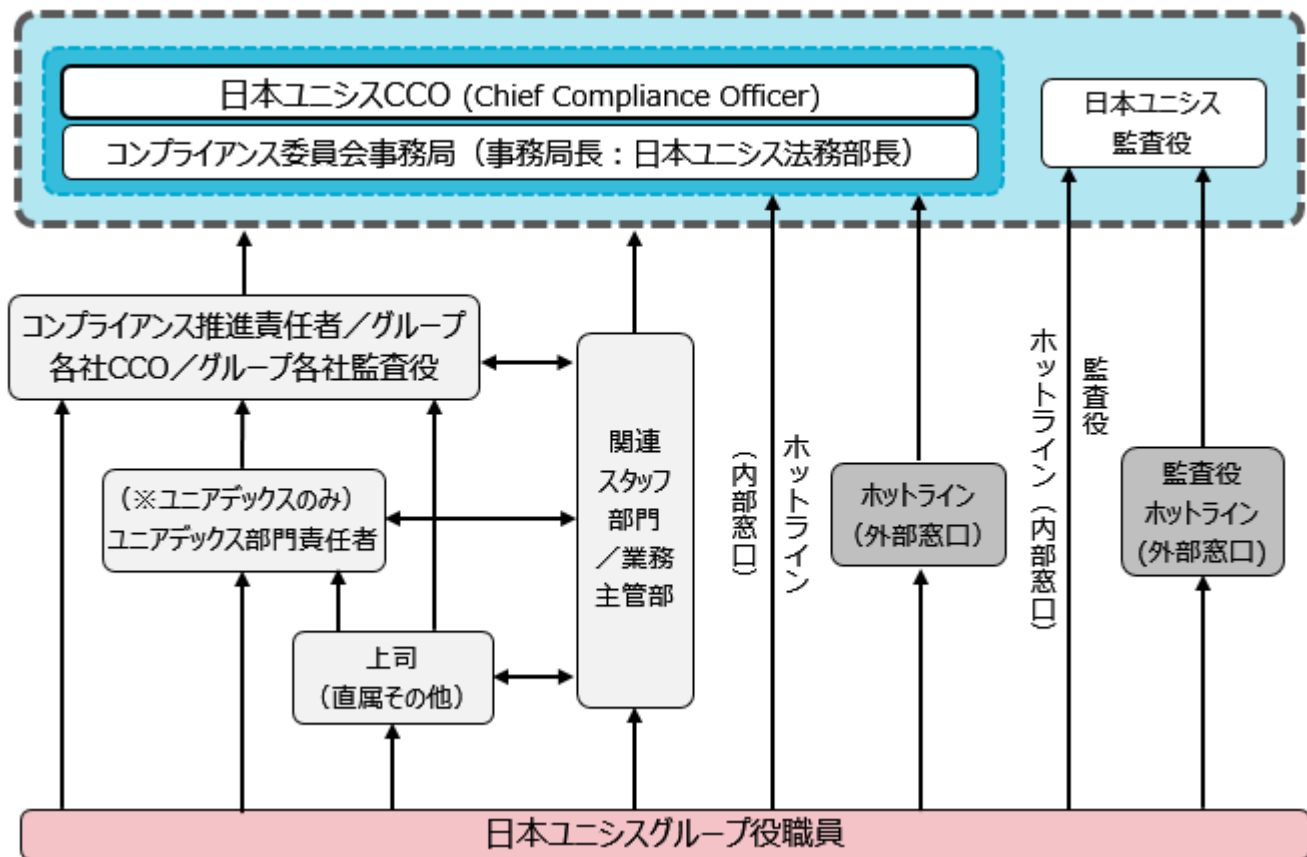 日本ユニシスCCO (Chief Compliance Officer)
コンプライアンス委員会事務局（事務局長：日本ユニシス法務部長）
日本ユニシス
監査役
コンプライアンス推進責任者／グループ
各社CCO／グループ各社監査役
（※ユニアデックスのみ）
ユニアデックス部門責任者
上司
（直属その他）
関連
スタッフ
部門
／業務
主管部
ホットライン
（内部窓口）
ホットライン
（外部窓口）
監査役
ホットライン（内部窓口）
監査役
ホットライン
(外部窓口)
日本ユニシスグループ役職員